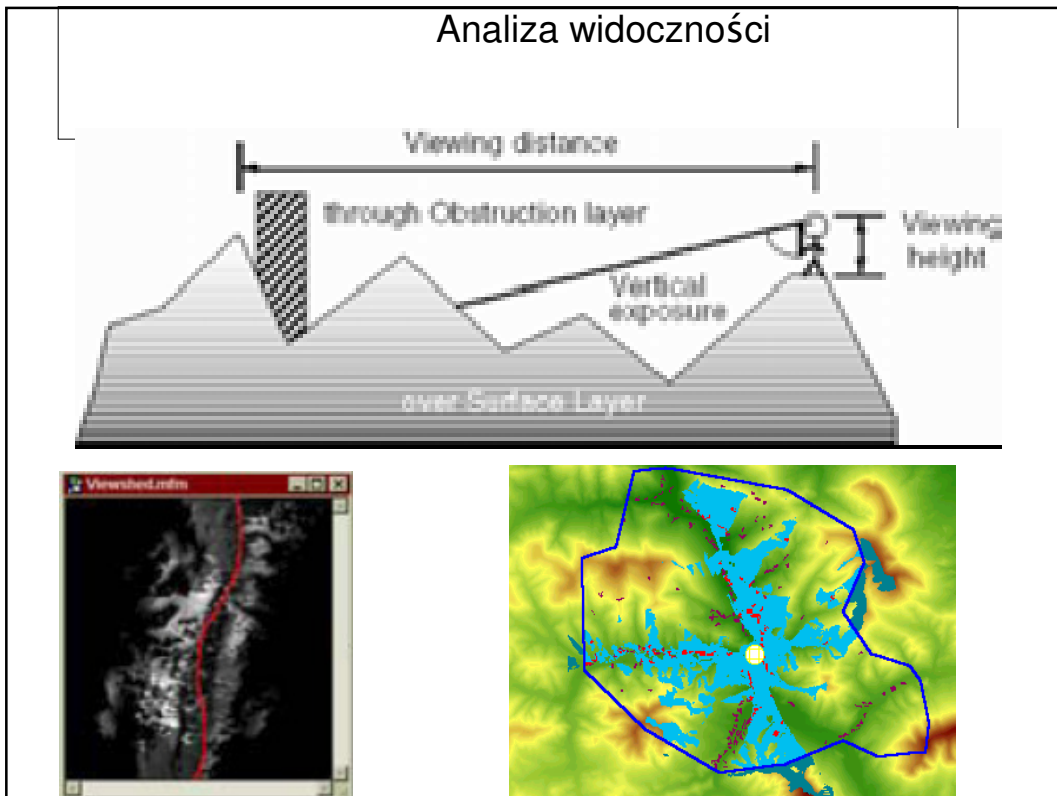 Analiza widoczności
Viewing distance
through Obstruction layer
Viewing
height
Vertical
exposure
over Surface Layer
Viewshed.mfm